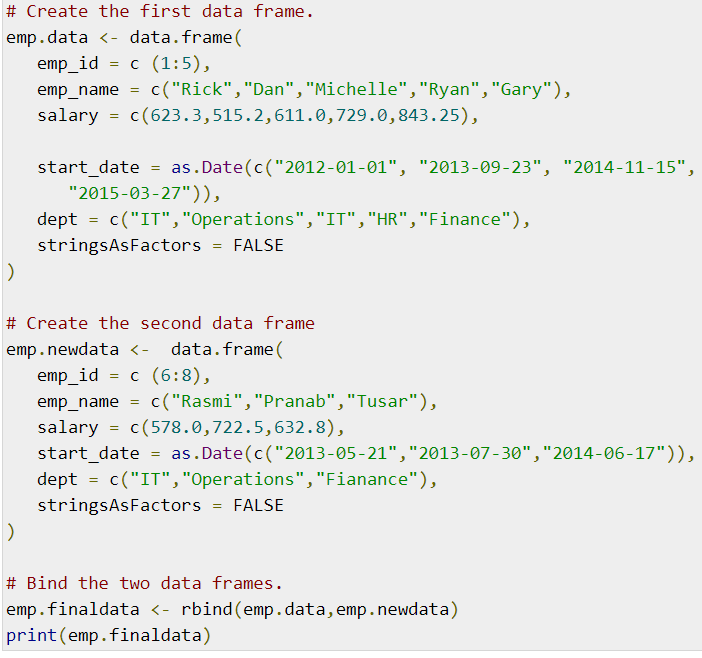 # Create the first data frame.
emp.data <- data.frame(
   emp_id = c (1:5),
   emp_name = c("Rick","Dan","Michelle","Ryan","Gary"),
   salary = c(623.3,515.2,611.0,729.0,843.25),
   start_date = as.Date(c("2012-01-01", "2013-09-23", "2014-11-15",
      "2015-03-27")),
   dept = c("IT","Operations","IT","HR","Finance"),
   stringsAsFactors = FALSE
)
# Create the second data frame
emp.newdata <-  data.frame(
   emp_id = c (6:8),
   emp_name = c("Rasmi","Pranab","Tusar"),
   salary = c(578.0,722.5,632.8),
   start_date = as.Date(c("2013-05-21","2013-07-30","2014-06-17")),
   dept = c("IT","Operations","Fianance"),
   stringsAsFactors = FALSE
)
# Bind the two data frames.
emp.finaldata <- rbind(emp.data,emp.newdata)
print(emp.finaldata)